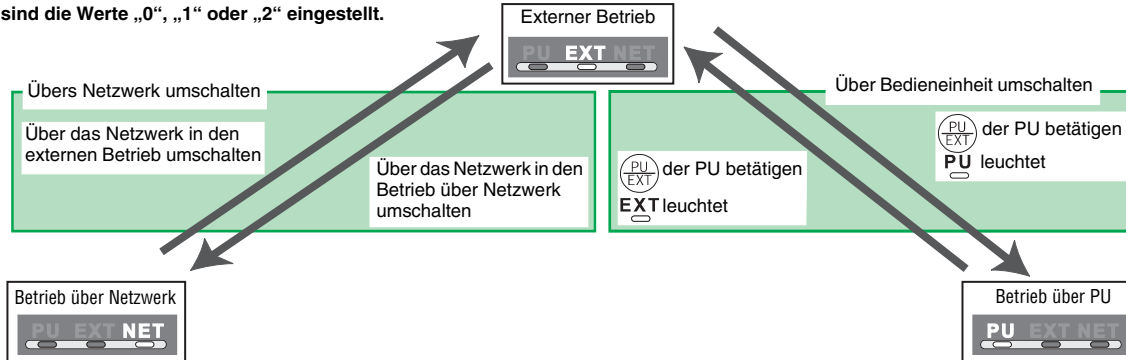 sind die Werte „0“, „1“ oder „2“ eingestellt.
Externer Betrieb
PU EXT NET
Übers Netzwerk umschalten
Über Bedieneinheit umschalten
Über das Netzwerk in den
externen Betrieb umschalten
Über das Netzwerk in den
Betrieb über Netzwerk
umschalten
PU
EXT
der PU betätigen
EXT leuchtet
PU
EXT
der PU betätigen
PU leuchtet
Betrieb über Netzwerk
PU EXT NET
Betrieb über PU
PU EXT NET